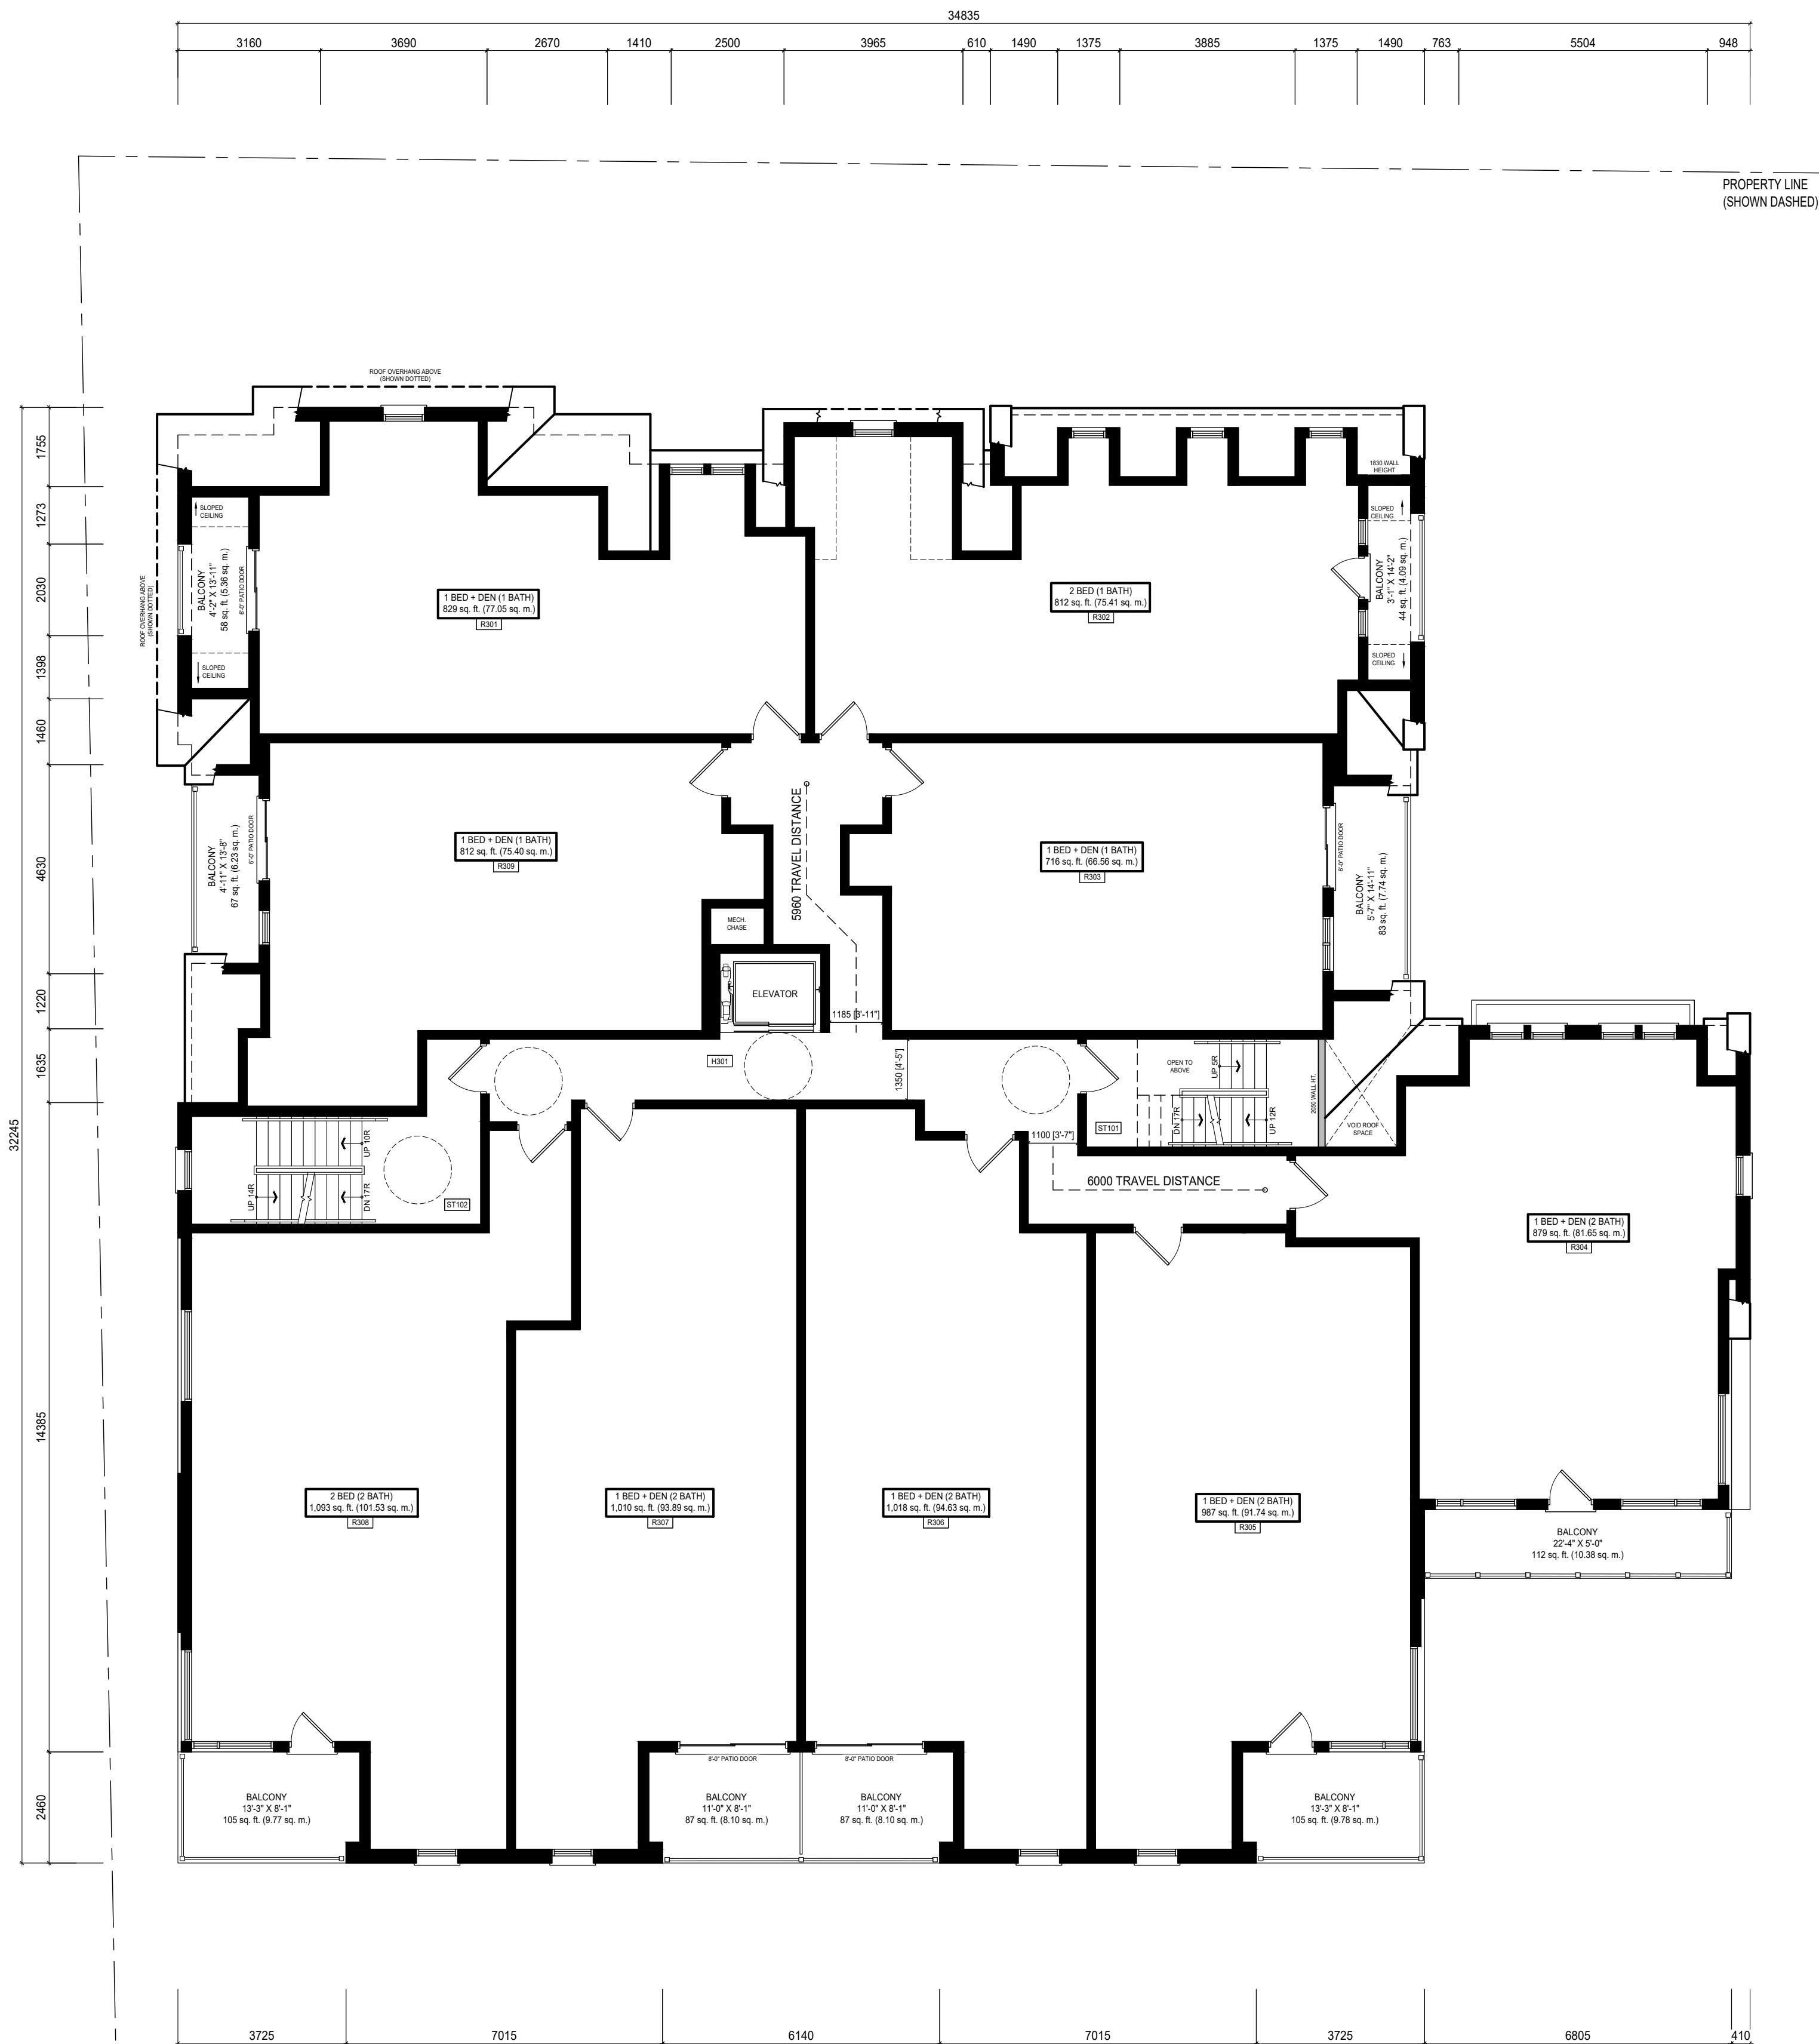 34835
3160 3690 2670 1410 2500 3965 610 1490 1375 3885 1375 1490 763 5504 948
PROPERTY LINE
(SHOWN DASHED)
ROOF OVERHANG ABOVE
(SHOWN DOTTED)
32245
1755
1273
2030
1398
1460
4630
1220
1635
14385
2460
ROOF OVERHANG ABOVE
(SHOWN DOTTED)
SLOPED
CEILING
BALCONY
4'-2" X 13'-11"
58 sq. ft. (5.36 sq. m.)
6'-0" PATIO DOOR
SLOPED
CEILING
1 BED + DEN (1 BATH)
829 sq. ft. (77.05 sq. m.)
R301
2 BED (1 BATH)
812 sq. ft. (75.41 sq. m.)
R302
1830 WALL
HEIGHT
SLOPED
CEILING
BALCONY
3'-1" X 14'-2"
44 sq. ft. (4.09 sq. m.)
SLOPED
CEILING
BALCONY
4'-11" X 13'-8"
67 sq. ft. (6.23 sq. m.)
6'-0" PATIO DOOR
1 BED + DEN (1 BATH)
812 sq. ft. (75.40 sq. m.)
R309
5960 TRAVEL DISTANCE
1 BED + DEN (1 BATH)
716 sq. ft. (66.56 sq. m.)
R303
6'-0" PATIO DOOR
BALCONY
5'-7" X 14'-11"
83 sq. ft. (7.74 sq. m.)
MECH.
CHASE
ELEVATOR
1185 [3'-11"]
H301
1350 [4'-5"]
OPEN TO
ABOVE
UP 5R
DN 17R
UP 12R
2050 WALL HT.
VOID ROOF
SPACE
ST101
1100 [3'-7"]
6000 TRAVEL DISTANCE
UP 10R
UP 14R
DN 17R
ST102
1 BED + DEN (2 BATH)
879 sq. ft. (81.65 sq. m.)
R304
2 BED (2 BATH)
1,093 sq. ft. (101.53 sq. m.)
R308
1 BED + DEN (2 BATH)
1,010 sq. ft. (93.89 sq. m.)
R307
1 BED + DEN (2 BATH)
1,018 sq. ft. (94.63 sq. m.)
R306
1 BED + DEN (2 BATH)
987 sq. ft. (91.74 sq. m.)
R305
BALCONY
22'-4" X 5'-0"
112 sq. ft. (10.38 sq. m.)
8'-0" PATIO DOOR
8'-0" PATIO DOOR
BALCONY
13'-3" X 8'-1"
105 sq. ft. (9.77 sq. m.)
BALCONY
11'-0" X 8'-1"
87 sq. ft. (8.10 sq. m.)
BALCONY
11'-0" X 8'-1"
87 sq. ft. (8.10 sq. m.)
BALCONY
13'-3" X 8'-1"
105 sq. ft. (9.78 sq. m.)
3725 7015 6140 7015 3725 6805 410